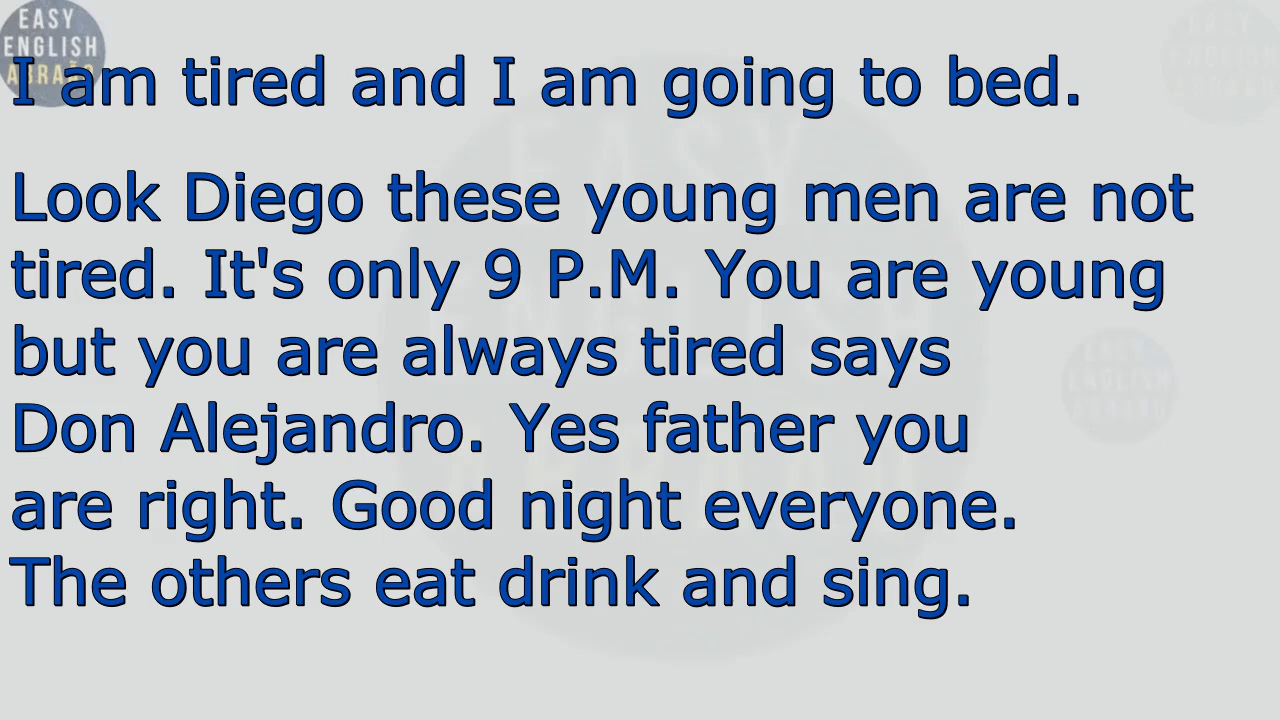 EASY
ENGLISH
ABRAÃO
I am tired and I am going to bed.
Look Diego these young men are not
tired. It's only 9 P.M. You are young
but you are always tired says
Don Alejandro. Yes father you
are right. Good night everyone.
The others eat drink and sing.